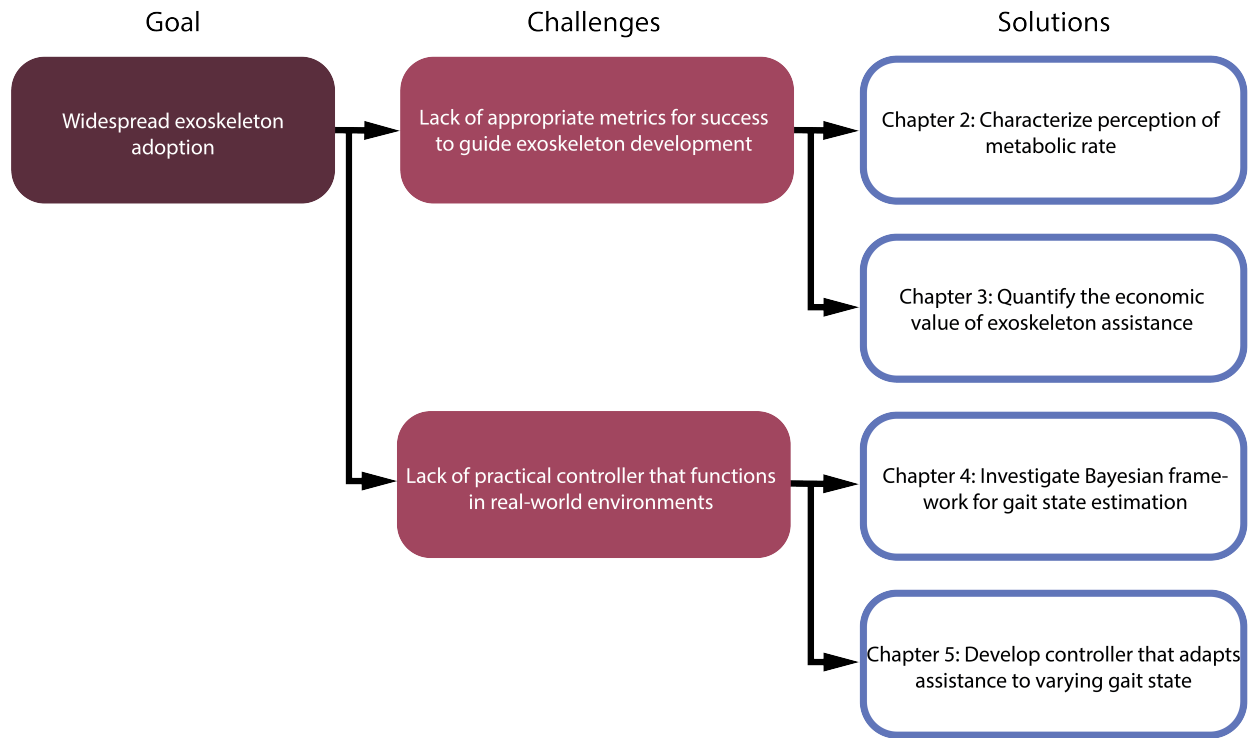 Goal
Challenges
Solutions
Widespread exoskeleton
adoption
Lack of appropriate metrics for success
to guide exoskeleton development
Chapter 2: Characterize perception of
metabolic rate
Chapter 3: Quantify the economic
value of exoskeleton assistance
Lack of practical controller that functions
in real-world environments
Chapter 4: Investigate Bayesian frame-
work for gait state estimation
Chapter 5: Develop controller that adapts
assistance to varying gait state